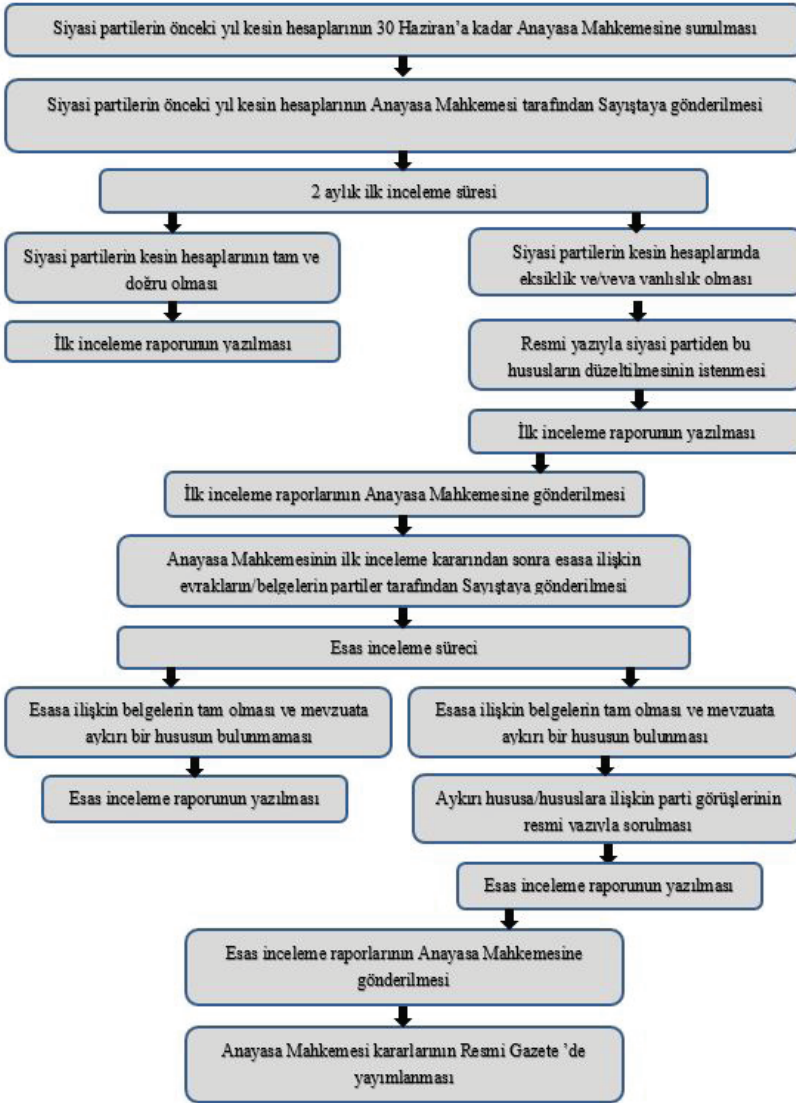 Siyasi partilerin önceki yıl kesin hesaplarının 30 Haziran’a kadar Anayasa Mahkemesine sunulması
Siyasi partilerin önceki yıl kesin hesaplarının Anayasa Mahkemesi tarafından Sayıştaya gönderilmesi
2 aylık ilk inceleme süresi
Siyasi partilerin kesin hesaplarının tam ve
doğru olması
Siyasi partilerin kesin hesaplarında
eksiklik ve/veva vanlıslık olması
İlk inceleme raporunun yazılması
Resmi yazıyla siyasi partiden bu
hususların düzeltilmesinin istenmesi
İlk inceleme raporunun yazılması
İlk inceleme raporlarının Anayasa Mahkemesine gönderilmesi
Anayasa Mahkemesinin ilk inceleme kararından sonra esasa ilişkin
evrakların/belgelerin partiler tarafından Sayıştaya gönderilmesi
Esas inceleme süreci
Esasa ilişkin belgelerin tam olması ve mevzuata
aykırı bir hususun bulunmaması
Esasa ilişkin belgelerin tam olması ve mevzuata
aykırı bir hususun bulunması
Esas inceleme raporunun yazılması
Aykırı hususa/hususlara ilişkin parti görüşlerinin
resmi vazıvla sorulması
Esas inceleme raporunun yazılması
Esas inceleme raporlarının Anayasa Mahkemesine
gönderilmesi
Anayasa Mahkemesi kararlarının Resmi Gazete ’de
yayımlanması